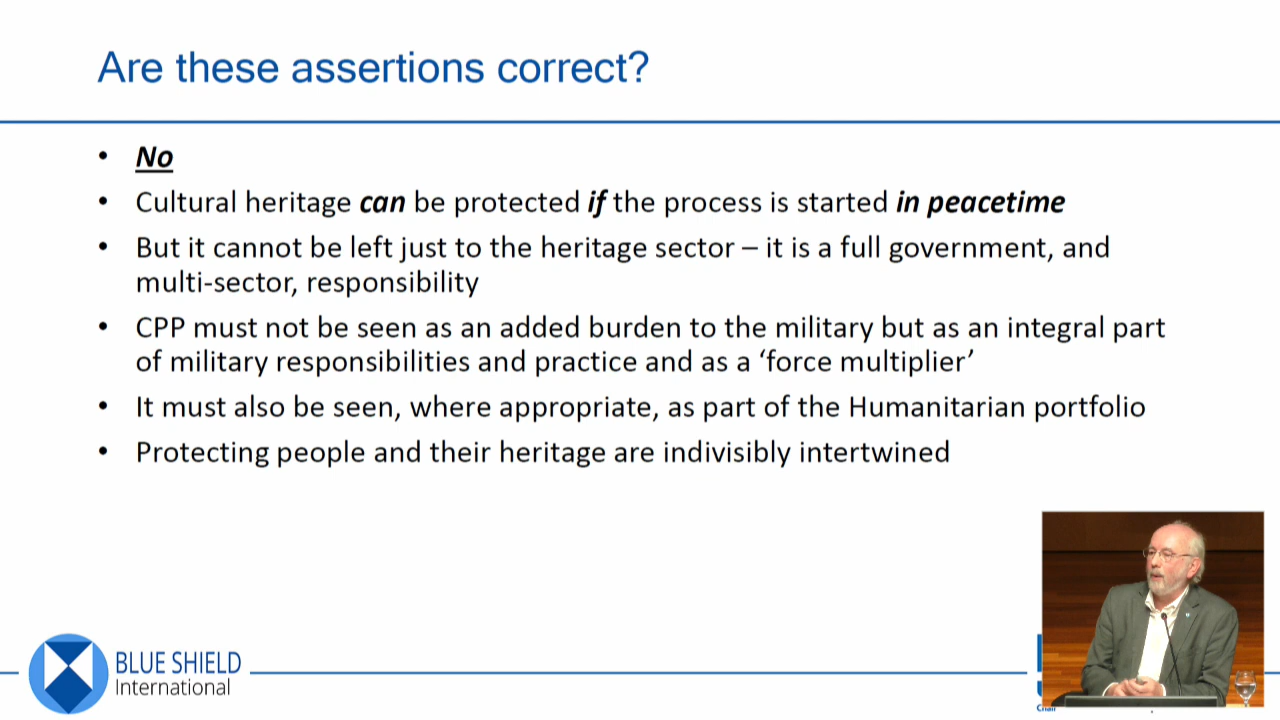 Are these assertions correct?
• No
• Cultural heritage can be protected if the process is started in peacetime
• But it cannot be left just to the heritage sector – it is a full government, and
multi-sector, responsibility
• CPP must not be seen as an added burden to the military but as an integral part
of military responsibilities and practice and as a ‘force multiplier’
• It must also be seen, where appropriate, as part of the Humanitarian portfolio
• Protecting people and their heritage are indivisibly intertwined
BLUE SHIELD
International
Chair